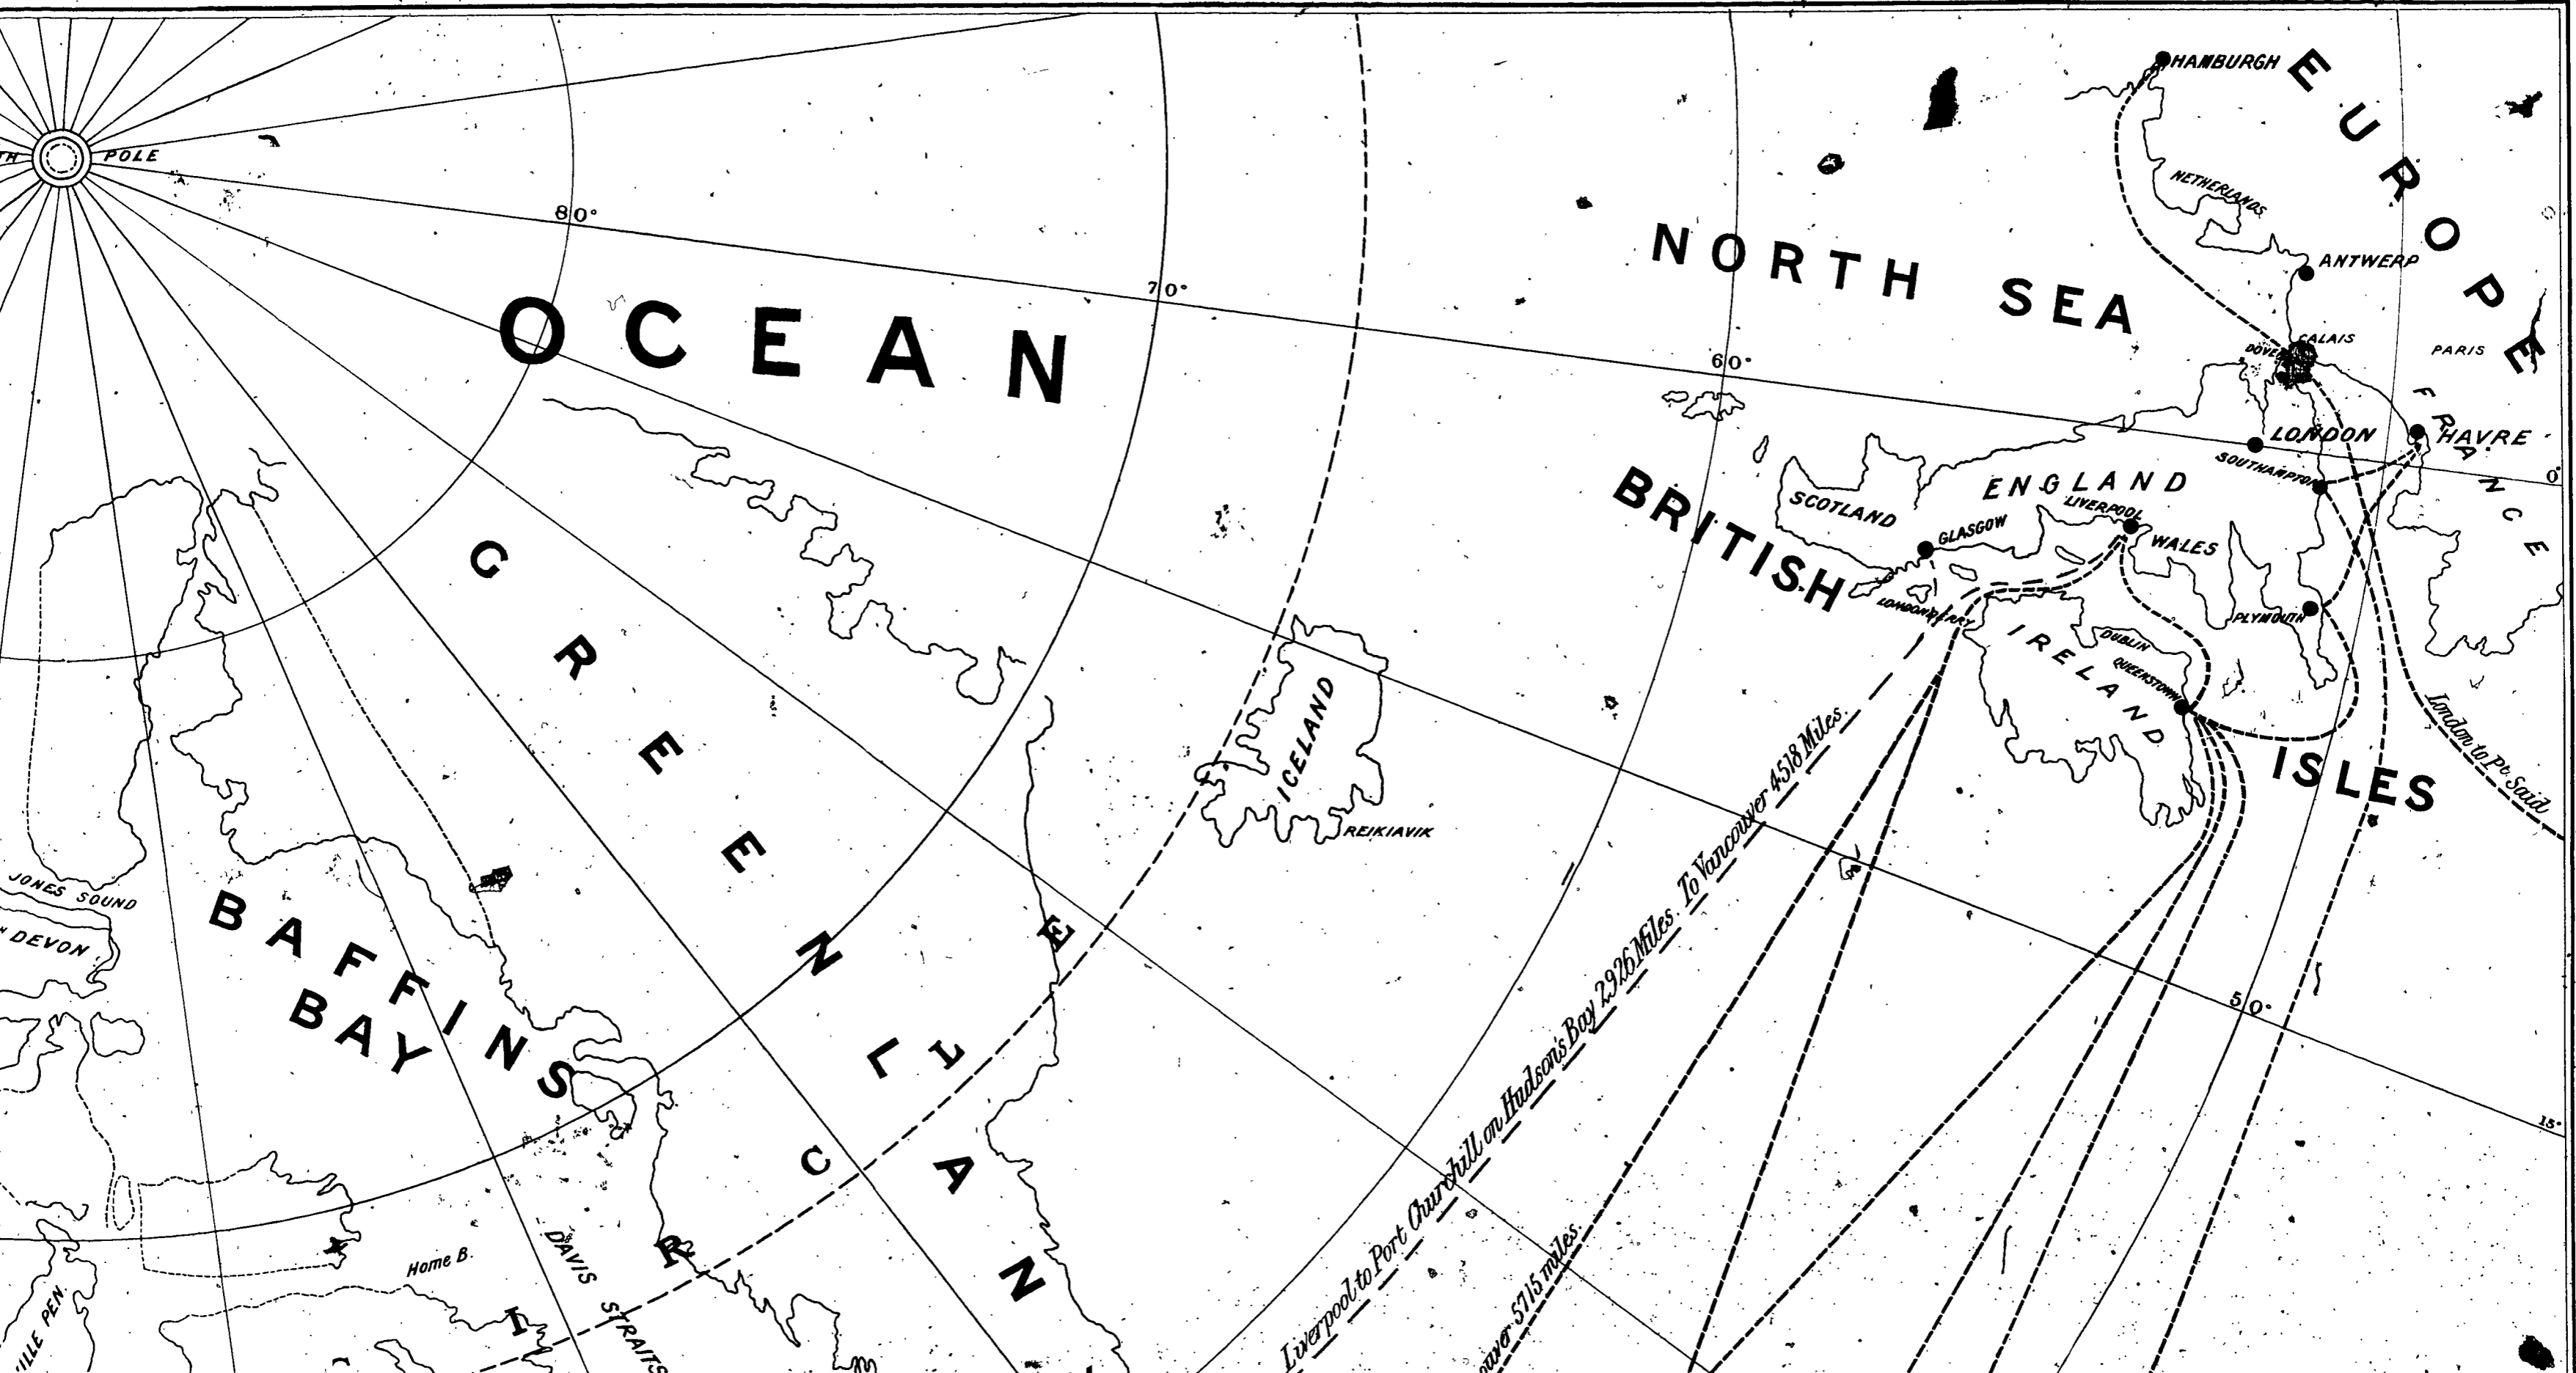 HAMBURGH
EUROPE
POLE
NETHERLANDS
80°
NORTH SEA
ANTWERP
70°
OCEAN
CALAIS
DOVER
PARIS
60°
FRANCE
LONDON
HAVRE
SOUTHAMPTON
0°
ENGLAND
BRITISH
ISLES
SCOTLAND
LIVERPOOL
GLASGOW
WALES
LONDONDERRY
PLYMOUTH
IRELAND
DUBLIN
QUEENSTOWN
GREENLAN
ICELAND
REIKIAVIK
London to Pt. Said
Liverpool to Port Churchill on Hudson's Bay 2926 Miles. To Vancouver 4518 Miles.
5715 miles.
JONES SOUND
DEVON
BAFFINS
BAY
50°
15°
I R C L E
Home B.
DAVIS STRAITS
PEN.